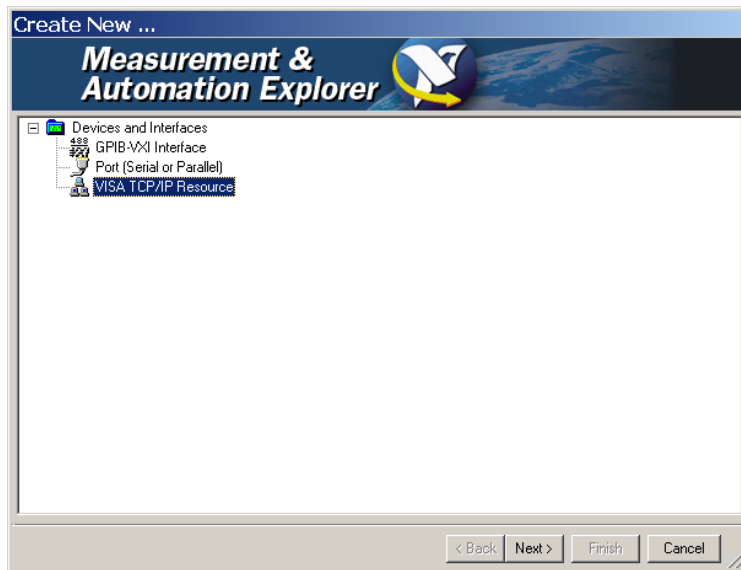 Create New ...
Measurement &
Automation Explorer
Devices and Interfaces
GPIB-VXI Interface
Port (Serial or Parallel)
VISA TCP/IP Resource
< Back Next > Finish Cancel